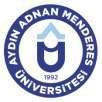 AYDIN ADNAN MENDERES
ÜNİVERSİTESİ
1992